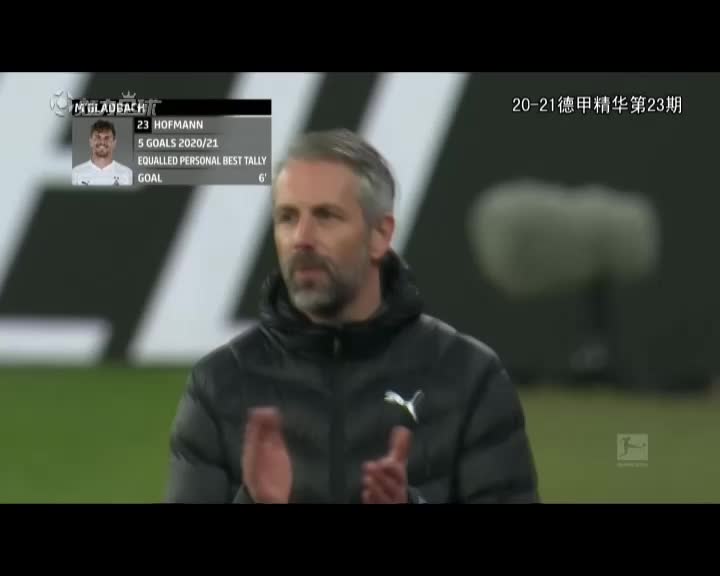 M'GLADBACH
20-21德甲精华第23期
23 HOFMANN
5 GOALS 2020/21
EQUALLED PERSONAL BEST TALLY
GOAL 6'